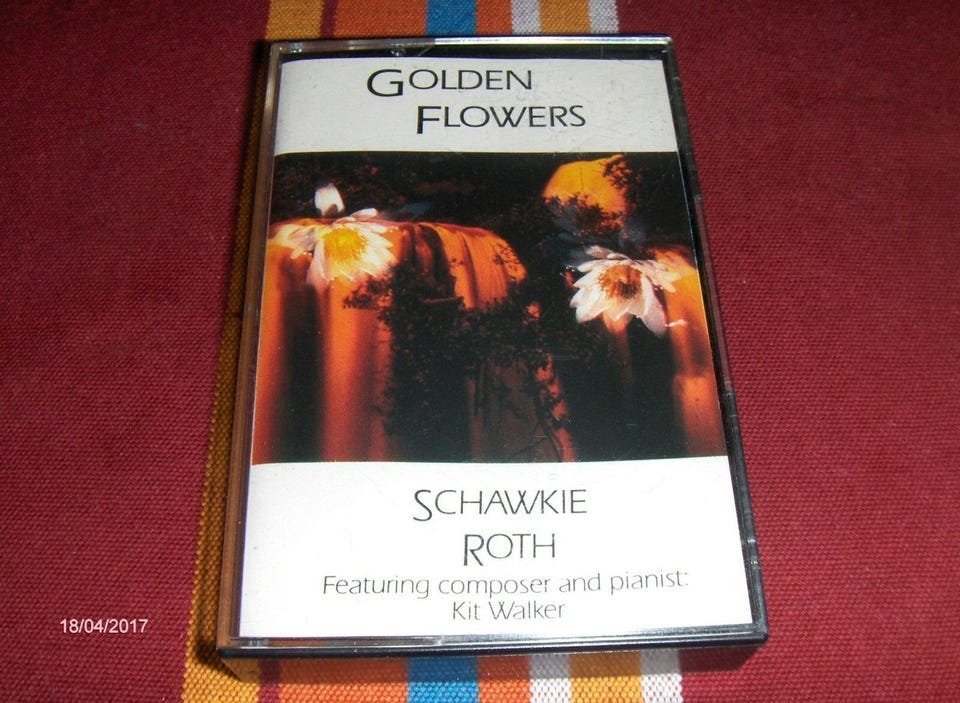 GOLDEN
FLOWERS
SCHAWKIE
ROTH
Featuring composer and pianist:
Kit Walker
18/04/2017